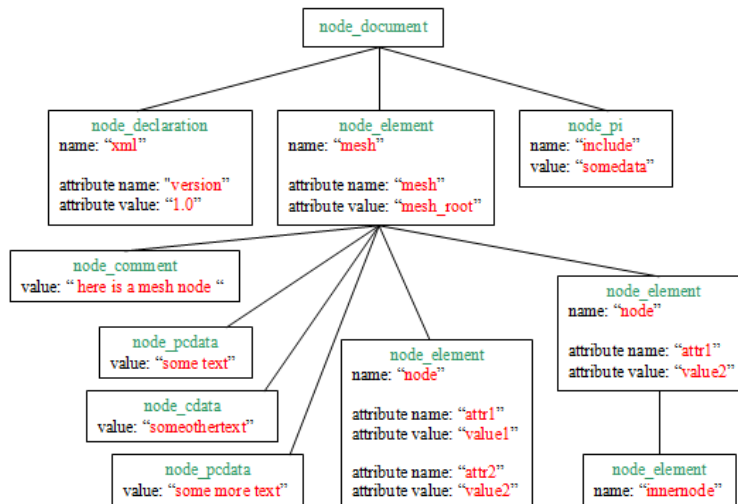 node_document
node_declaration
name: “xml”
attribute name: "version”
attribute value: “1.0”
node_element
name: “mesh”
attribute name: “mesh”
attribute value: “mesh_root”
node_pi
name: “include”
value: “somedata”
node_comment
value: “ here is a mesh node “
node_pcdata
value: “some text”
node_cdata
value: “someothertext”
node_pcdata
value: “some more text”
node_element
name: “node”
attribute name: “attr1”
attribute value: “value1”
attribute name: “attr2”
attribute value: “value2”
node_element
name: “node”
attribute name: “attr1”
attribute value: “value2”
node_element
name: “innernode”